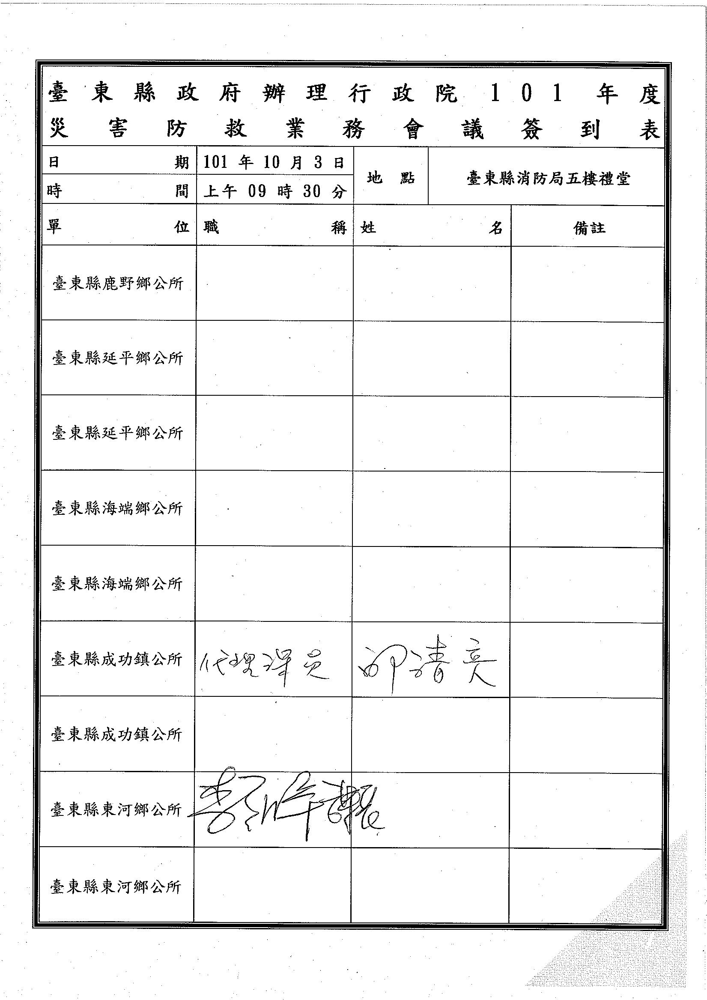 臺東縣政府辦理行政院101年度
災害防救業務會議簽到表
日期 101年10月3日 地點 臺東縣消防局五樓禮堂
時間 上午09時30分
單位 職稱 姓名 備註
臺東縣鹿野鄉公所
臺東縣延平鄉公所
臺東縣延平鄉公所
臺東縣海端鄉公所
臺東縣海端鄉公所
臺東縣成功鎮公所 代理課員 邱清亮
臺東縣成功鎮公所
臺東縣東河鄉公所 李
臺東縣東河鄉公所